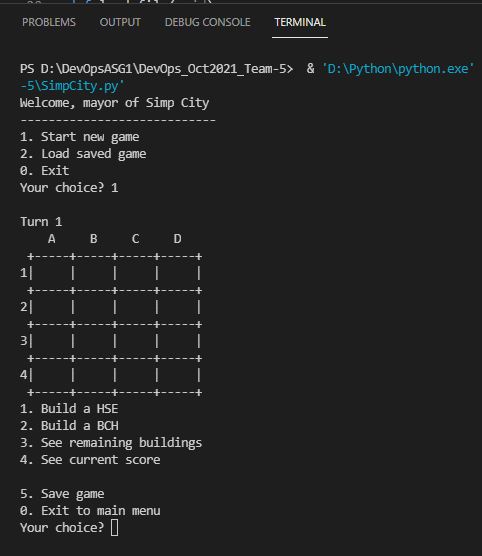 PROBLEMS OUTPUT DEBUG CONSOLE TERMINAL
PS D:\DevOpsASG1\DevOps_Oct2021_Team-5>  & 'D:\Python\python.exe'
-5\SimpCity.py'
Welcome, mayor of Simp City
----------------------------
1. Start new game
2. Load saved game
0. Exit
Your choice? 1

Turn 1
    A     B     C     D
 +-----+-----+-----+-----+
1|     |     |     |     |
 +-----+-----+-----+-----+
2|     |     |     |     |
 +-----+-----+-----+-----+
3|     |     |     |     |
 +-----+-----+-----+-----+
4|     |     |     |     |
 +-----+-----+-----+-----+
1. Build a HSE
2. Build a BCH
3. See remaining buildings
4. See current score

5. Save game
0. Exit to main menu
Your choice?